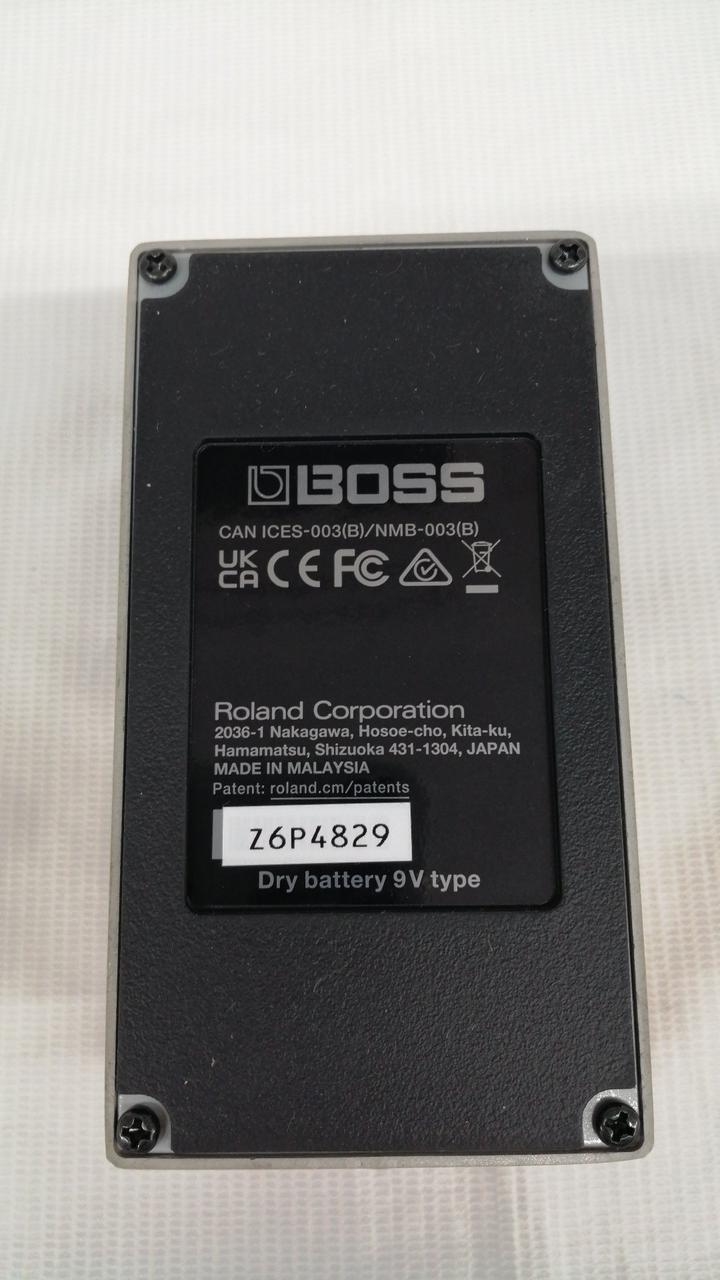 BOSS
CAN ICES-003(B)/NMB-003(B)
UK CA CE FC
Roland Corporation
2036-1 Nakagawa, Hosoe-cho, Kita-ku,
Hamamatsu, Shizuoka 431-1304, JAPAN
MADE IN MALAYSIA
Patent: roland.cm/patents
Z6P4829
Dry battery 9V type